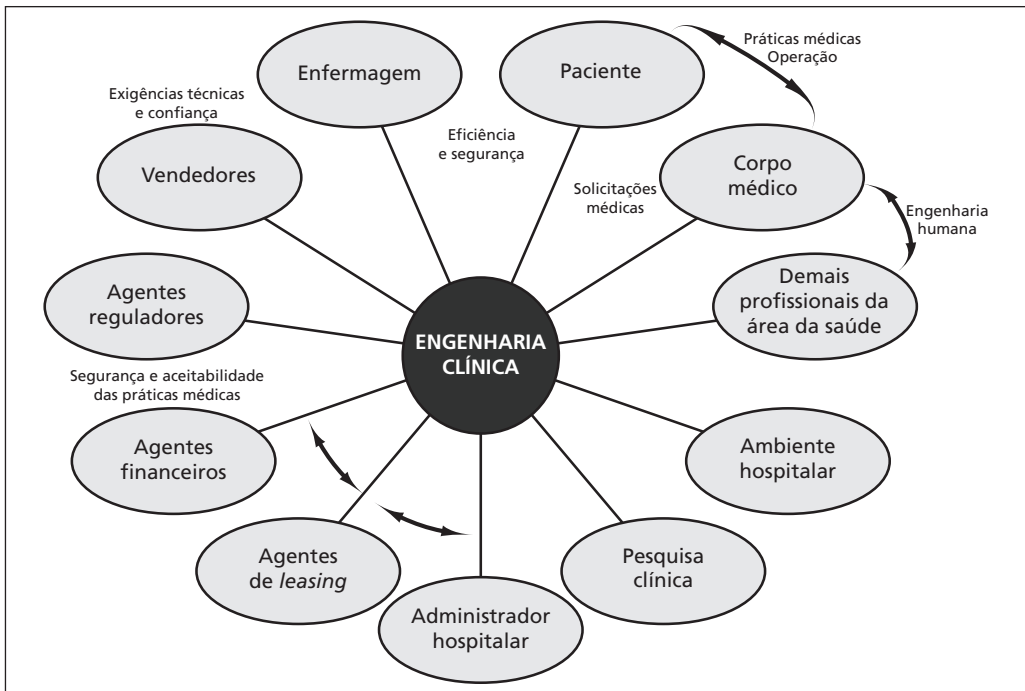 Enfermagem
Paciente
Práticas médicas
Operação
Exigências técnicas
e confiança
Eficiência
e segurança
Vendedores
Corpo
médico
Solicitações
médicas
Engenharia
humana
Agentes
reguladores
Demais
profissionais da
área da saúde
ENGENHARIA
CLÍNICA
Segurança e aceitabilidade
das práticas médicas
Agentes
financeiros
Ambiente
hospitalar
Agentes
de leasing
Pesquisa
clínica
Administrador
hospitalar